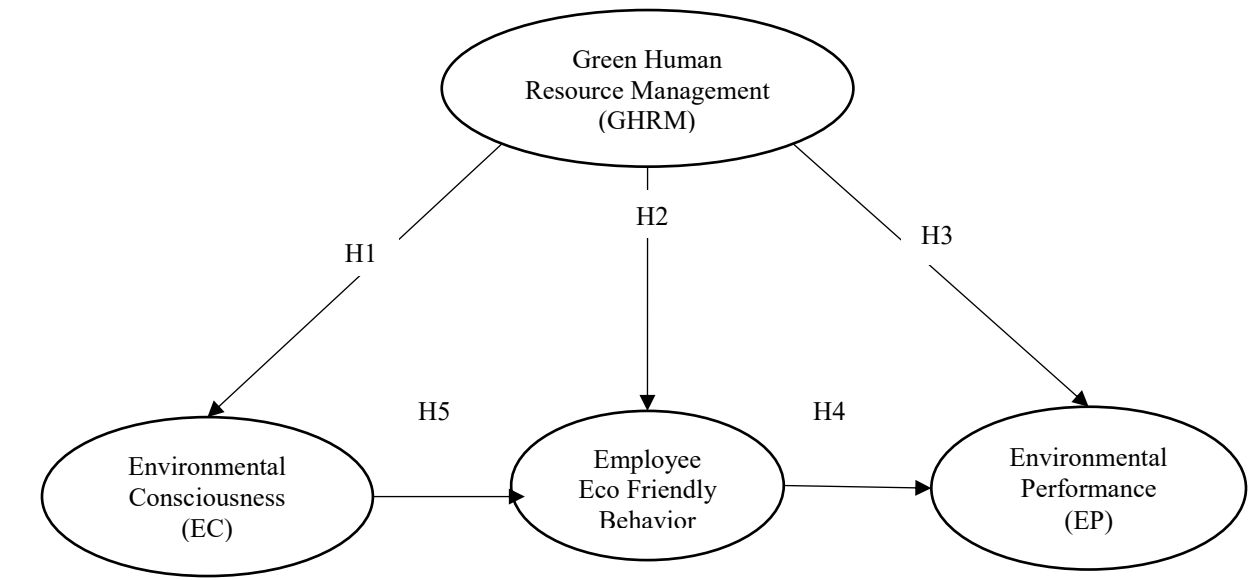 Green Human
Resource Management
(GHRM)
H2
H3
H1
H5
H4
Environmental
Consciousness
(EC)
Employee
Eco Friendly
Behavior
Environmental
Performance
(EP)